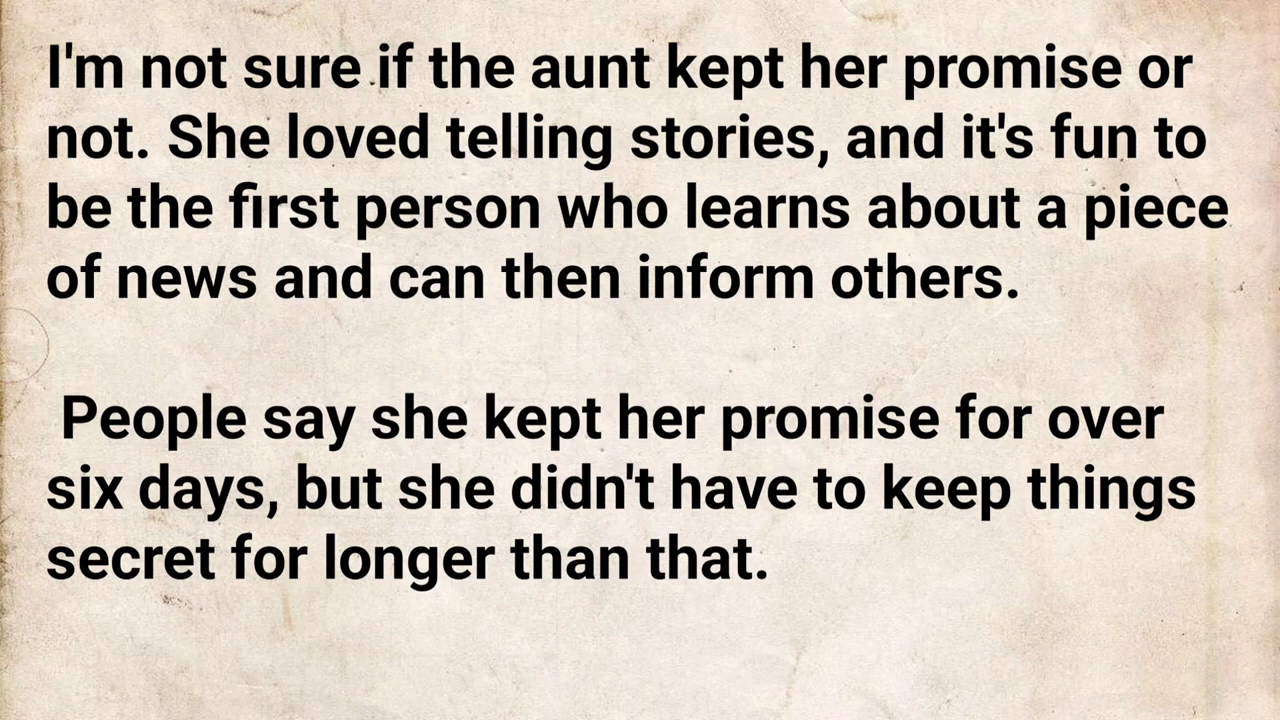 I'm not sure if the aunt kept her promise or
not. She loved telling stories, and it's fun to
be the first person who learns about a piece
of news and can then inform others.
People say she kept her promise for over
six days, but she didn't have to keep things
secret for longer than that.